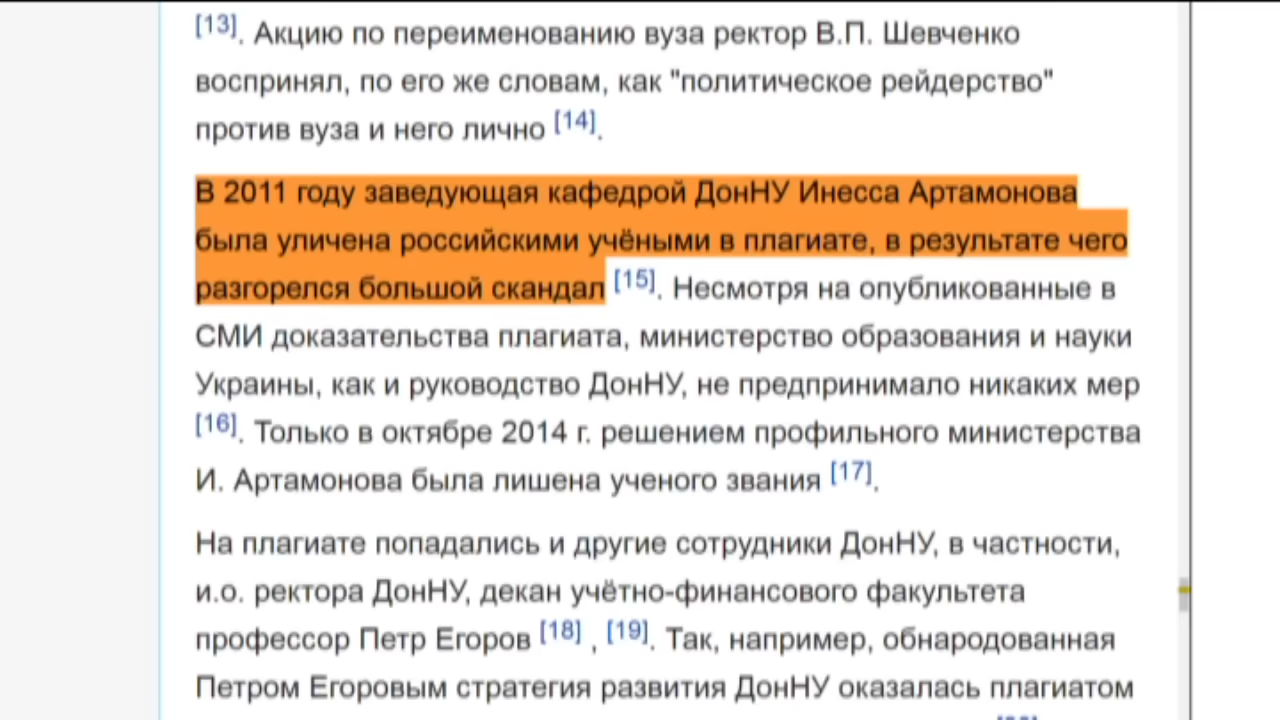 [13]. Акцию по переименованию вуза ректор В.П. Шевченко
воспринял, по его же словам, как "политическое рейдерство"
против вуза и него лично [14].
В 2011 году заведующая кафедрой ДонНУ Инесса Артамонова
была уличена российскими учёными в плагиате, в результате чего
разгорелся большой скандал [15]. Несмотря на опубликованные в
СМИ доказательства плагиата, министерство образования и науки
Украины, как и руководство ДонНУ, не предпринимало никаких мер
[16]. Только в октябре 2014 г. решением профильного министерства
И. Артамонова была лишена ученого звания [17].
На плагиате попадались и другие сотрудники ДонНУ, в частности,
и.о. ректора ДонНУ, декан учётно-финансового факультета
профессор Петр Егоров [18] , [19]. Так, например, обнародованная
Петром Егоровым стратегия развития ДонНУ оказалась плагиатом